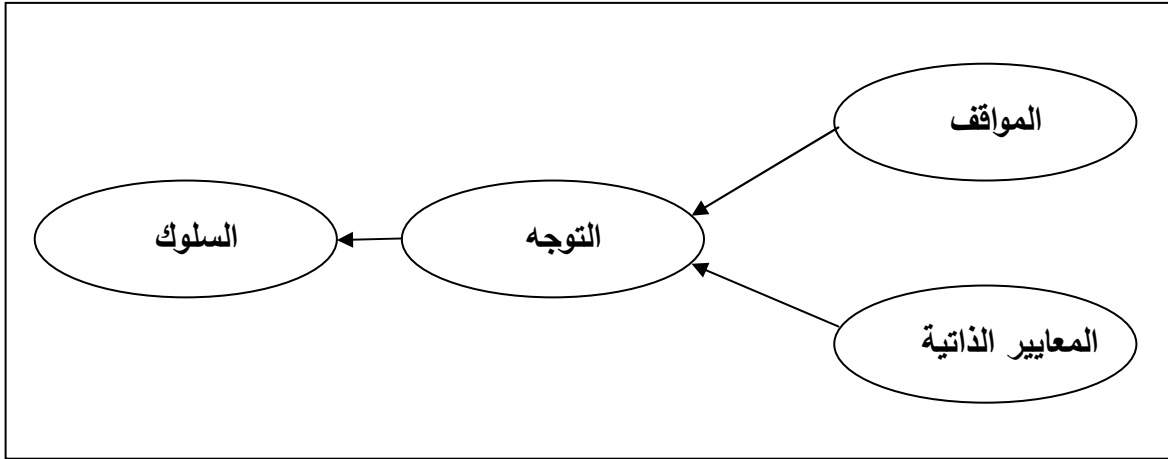 المواقف
التوجه
السلوك
المعايير الذاتية